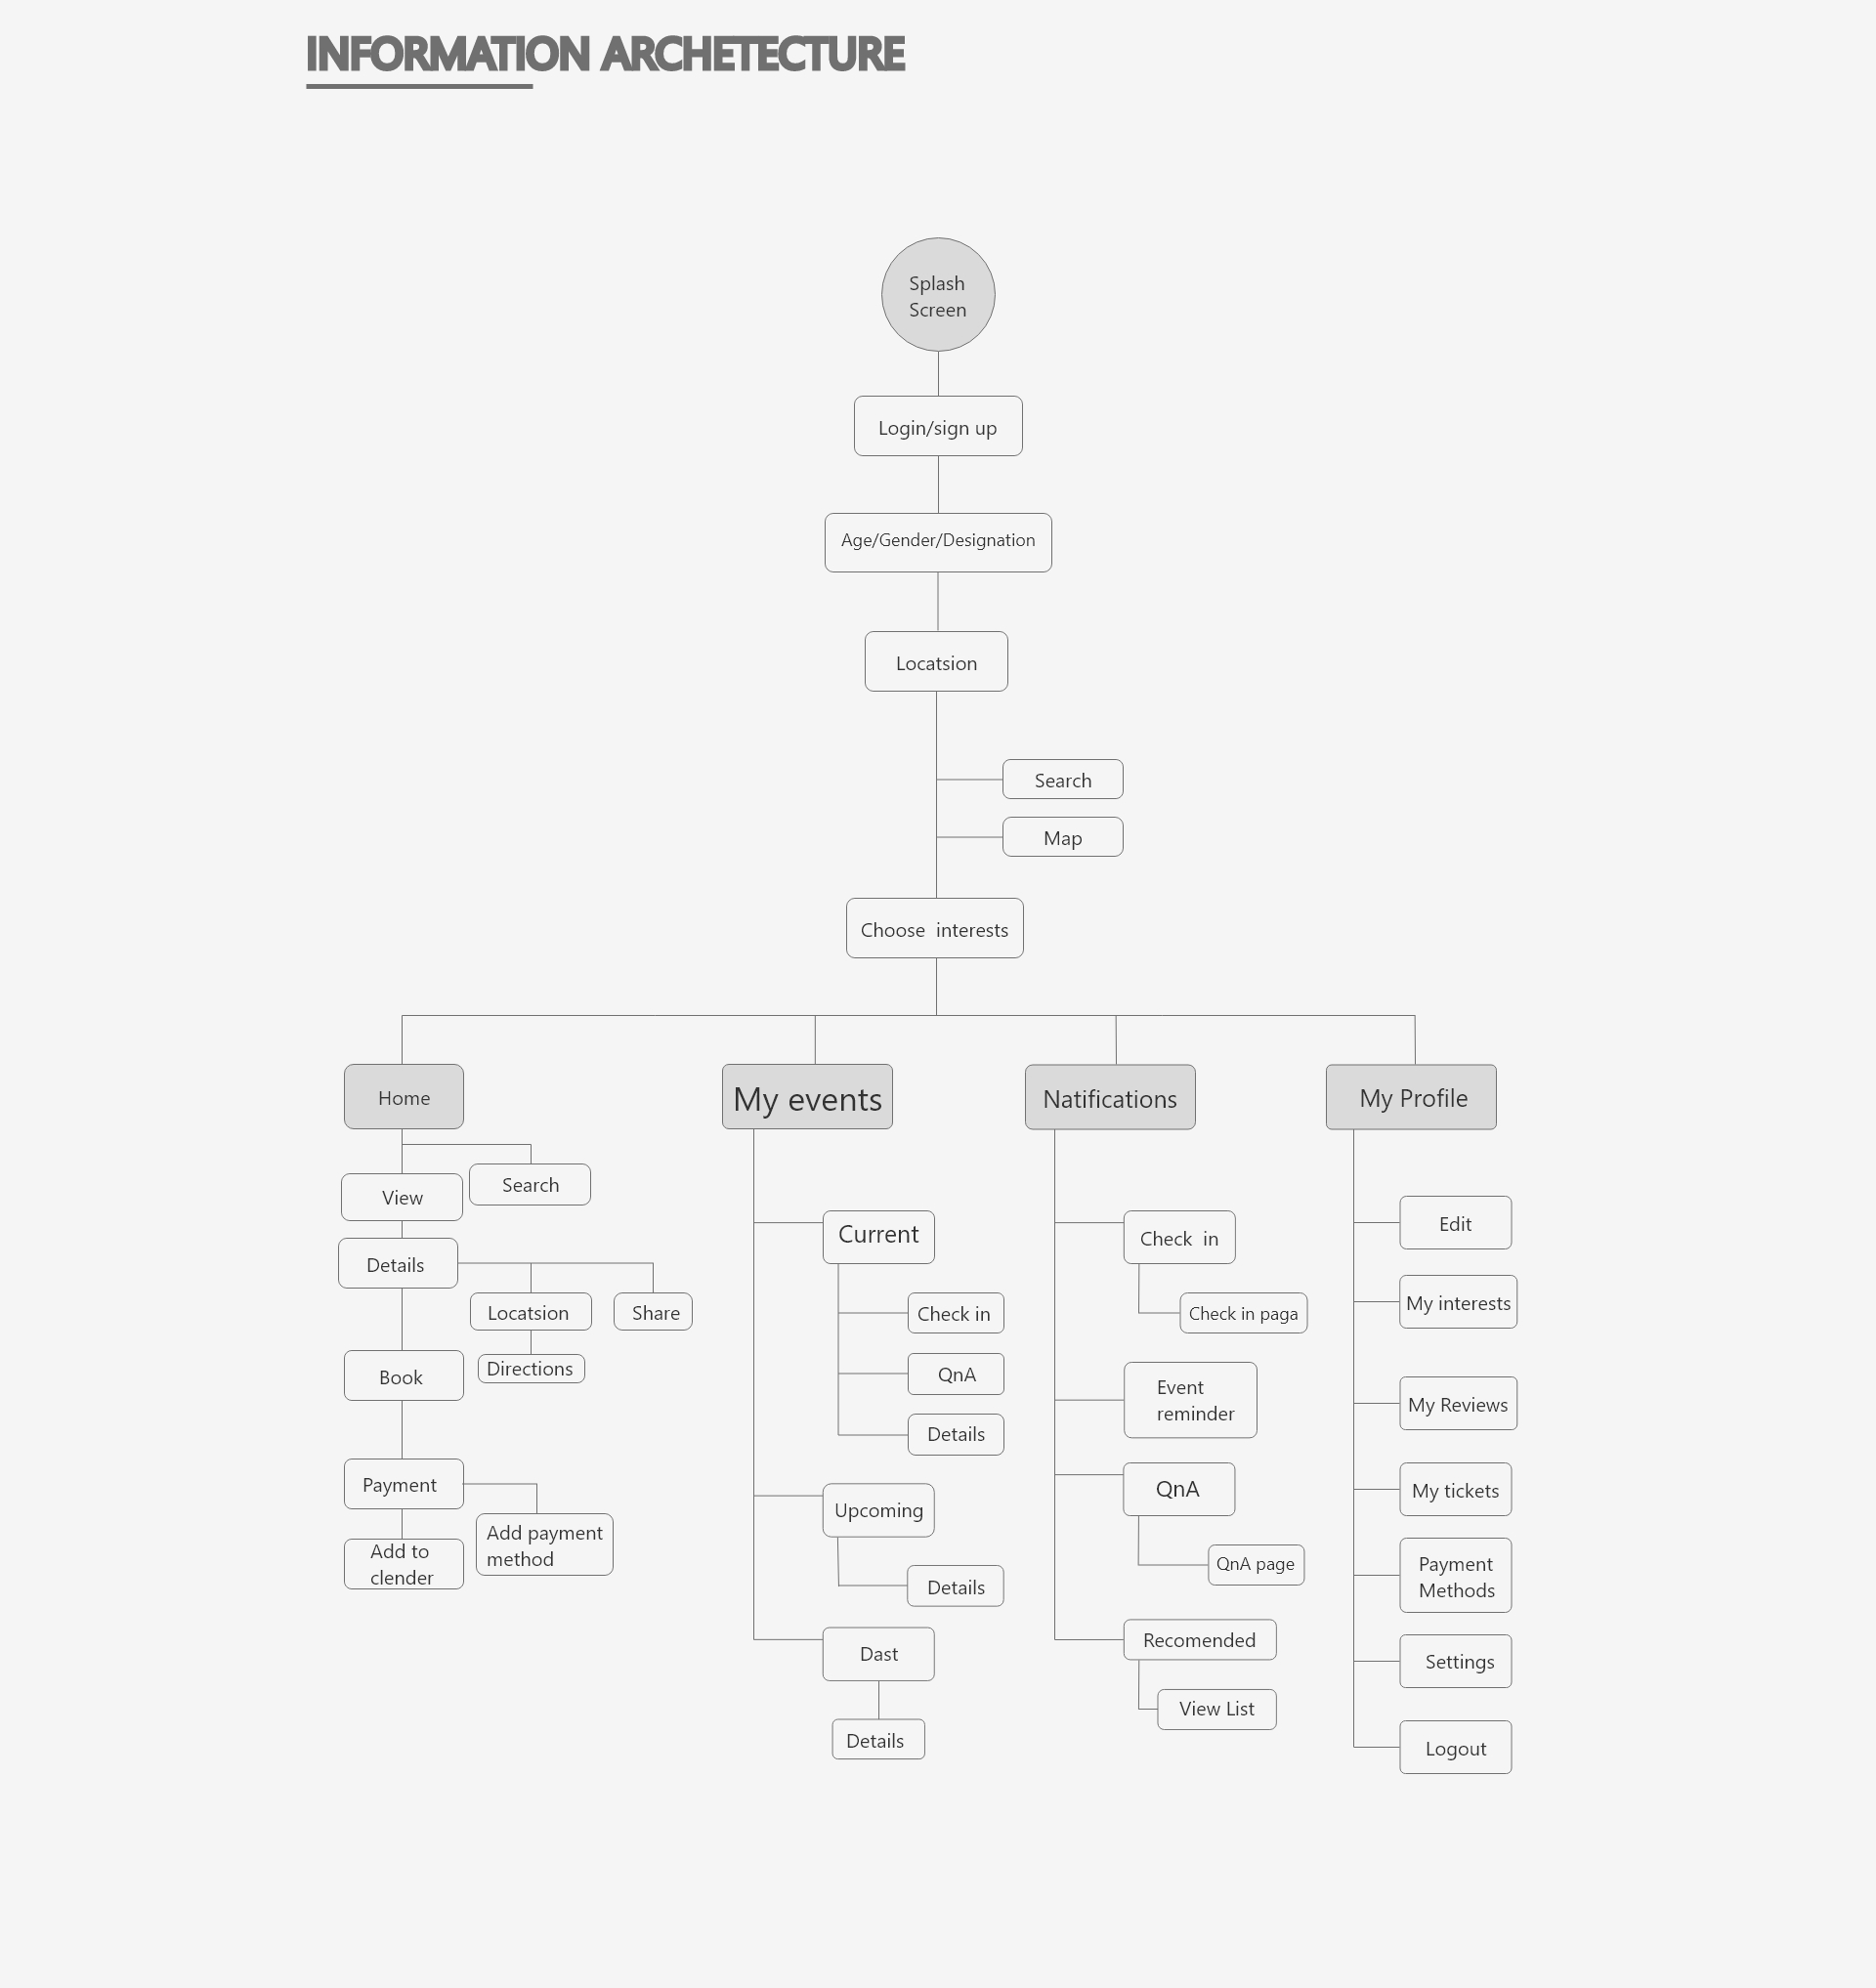 INFORMATION ARCHETECTURE
Splash
Screen
Login/sign up
Age/Gender/Designation
Locatsion
Search
Map
Choose  interests
Home
My events
Natifications
My Profile
View
Search
Details
Locatsion
Share
Directions
Book
Payment
Add payment
method
Add to
clender
Current
Check in
QnA
Details
Upcoming
Details
Dast
Details
Check  in
Check in paga
Event
reminder
QnA
QnA page
Recomended
View List
Edit
My interests
My Reviews
My tickets
Payment
Methods
Settings
Logout